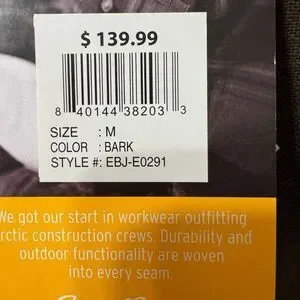 $ 139.99
8 40144 38203 3
SIZE : M
COLOR : BARK
STYLE #: EBJ-E0291
We got our start in workwear outfitting
rctic construction crews. Durability and
outdoor functionality are woven
into every seam.